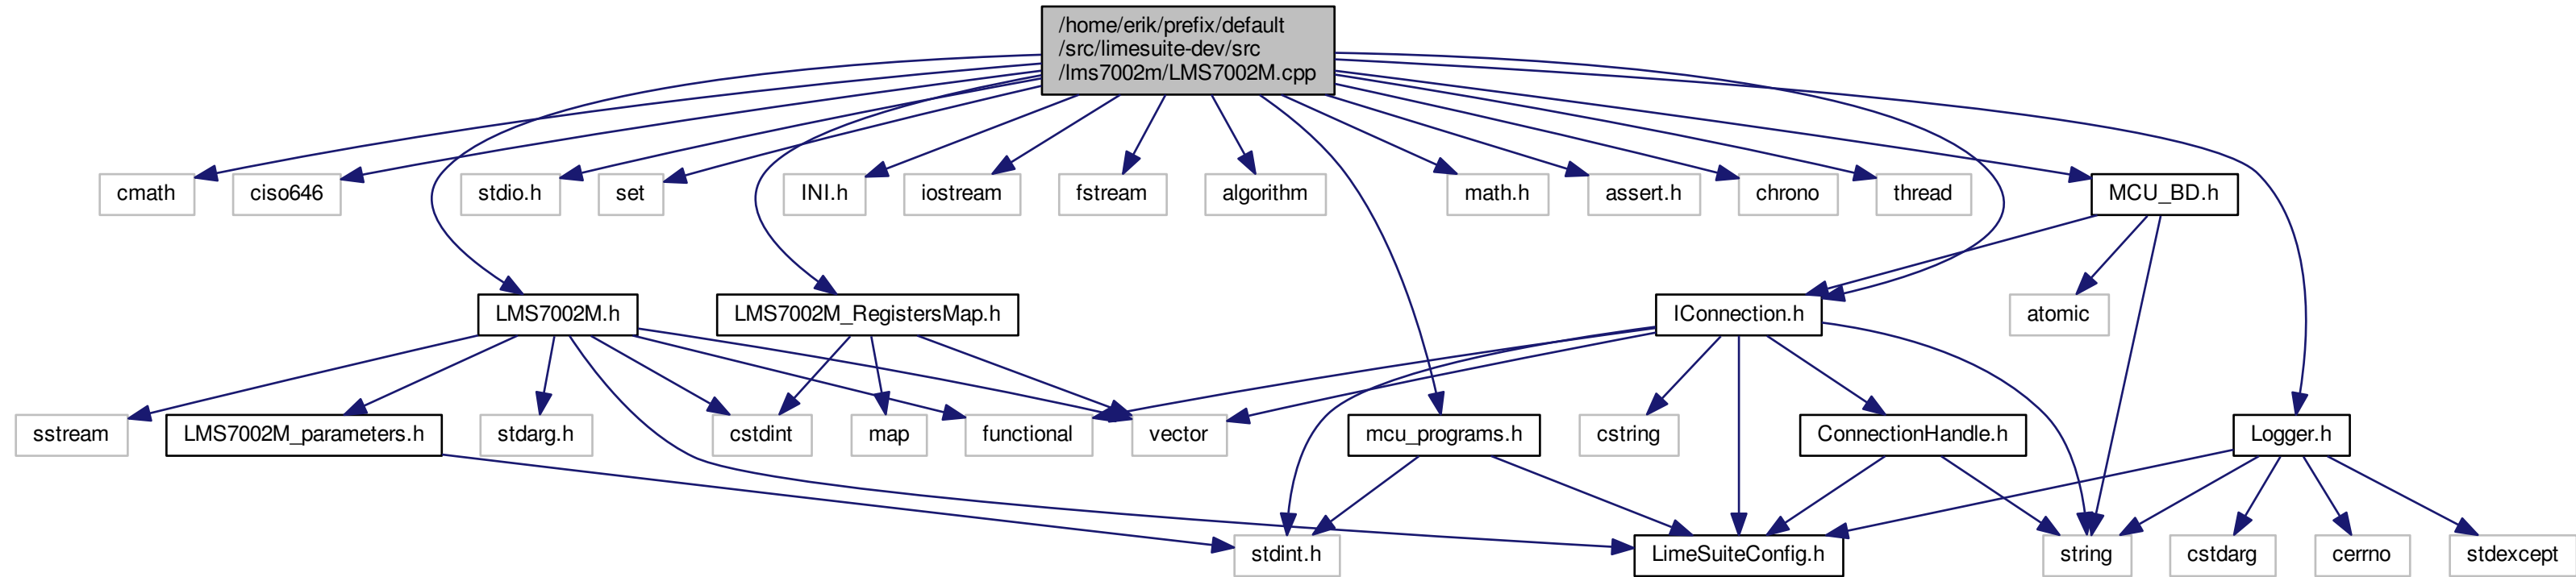 /home/erik/prefix/default
/src/limesuite-dev/src
/lms7002m/LMS7002M.cpp
cmath
ciso646
stdio.h
set
INI.h
iostream
fstream
algorithm
math.h
assert.h
chrono
thread
MCU_BD.h
LMS7002M.h
LMS7002M_RegistersMap.h
IConnection.h
atomic
sstream
LMS7002M_parameters.h
stdarg.h
cstdint
map
functional
vector
mcu_programs.h
cstring
ConnectionHandle.h
Logger.h
stdint.h
LimeSuiteConfig.h
string
cstdarg
cerrno
stdexcept